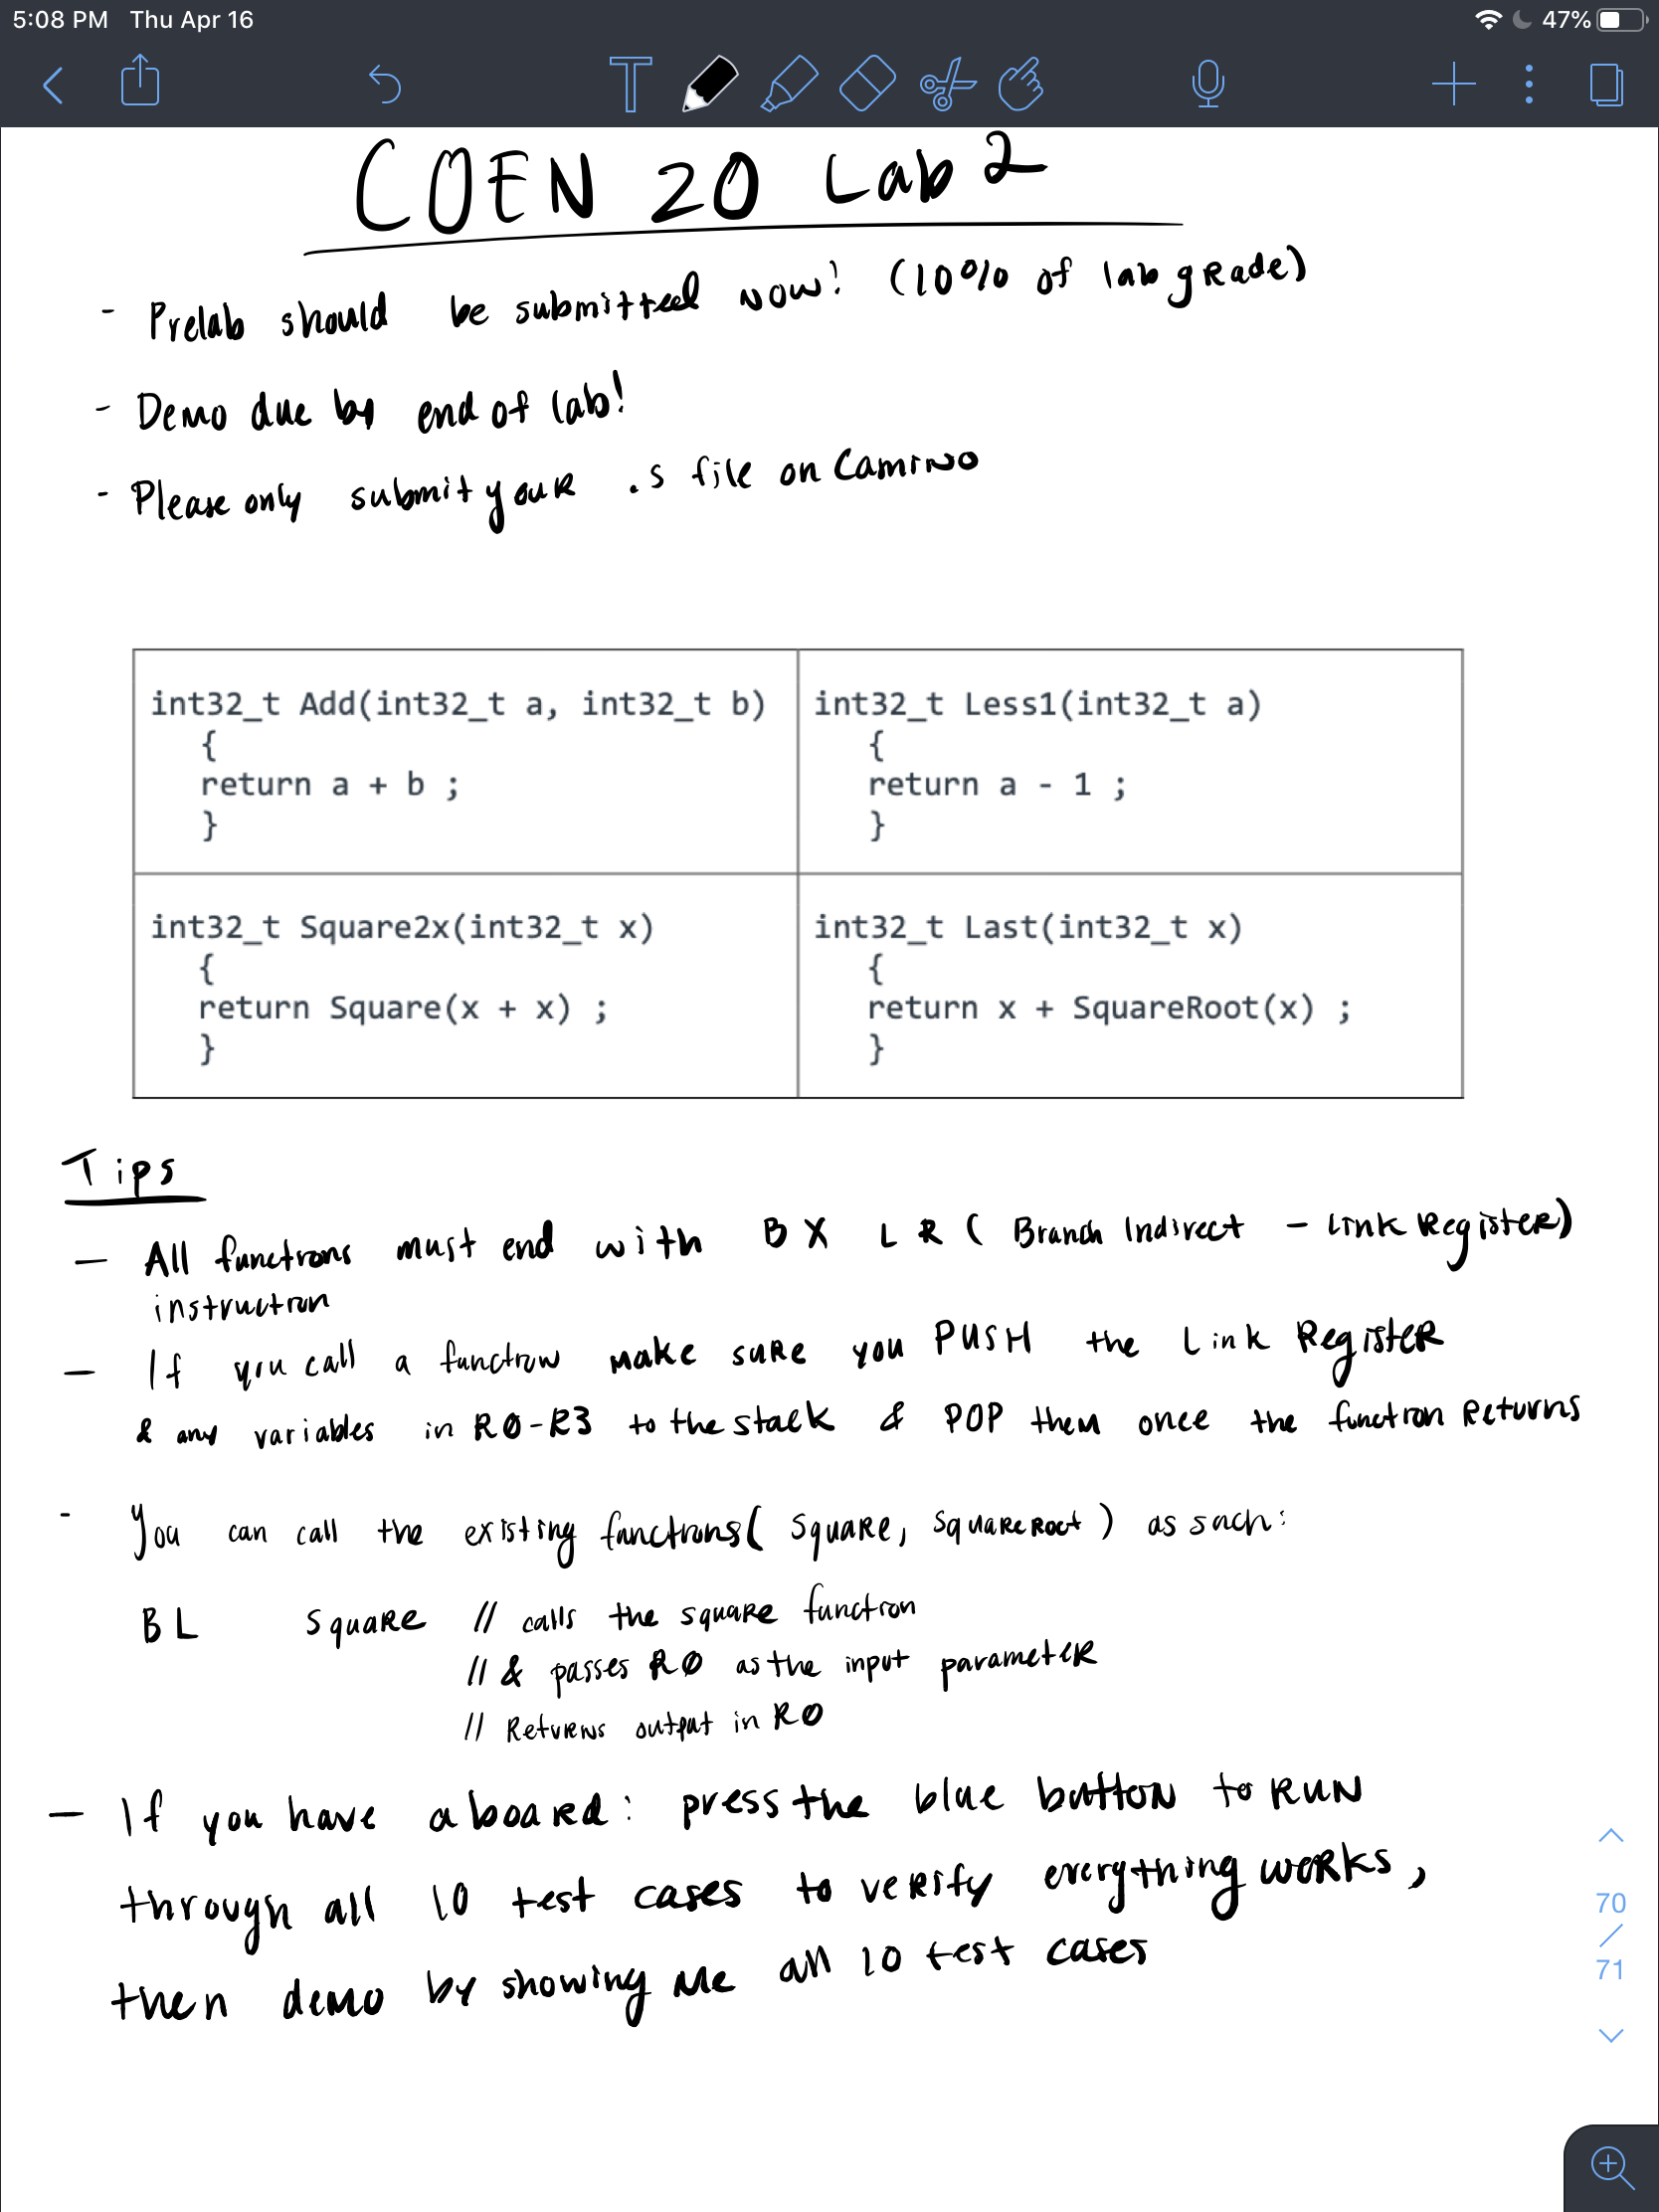 5:08 PM Thu Apr 16
47%
COEN 20 Lab 2
- Prelab should be submitted now! (10% of lab grade)
- Demo due by end of lab!
- Please only submit your .s file on Camino
int32_t Add(int32_t a, int32_t b)
{
return a + b ;
}
int32_t Less1(int32_t a)
{
return a - 1 ;
}
int32_t Square2x(int32_t x)
{
return Square(x + x) ;
}
int32_t Last(int32_t x)
{
return x + SquareRoot(x) ;
}
Tips
- All functions must end with BX LR (Branch Indirect - Link Register)
instruction
- If you call a function make sure you PUSH the Link Register
& any variables in R0-R3 to the stack & POP them once the function Returns
- You can call the existing functions (Square, SquareRoot) as such:
BL Square // calls the square function
// & passes R0 as the input parameter
// Returns output in R0
- If you have a board: press the blue button to run
through all 10 test cases to verify everything works,
then demo by showing me all 10 test cases
70
/
71